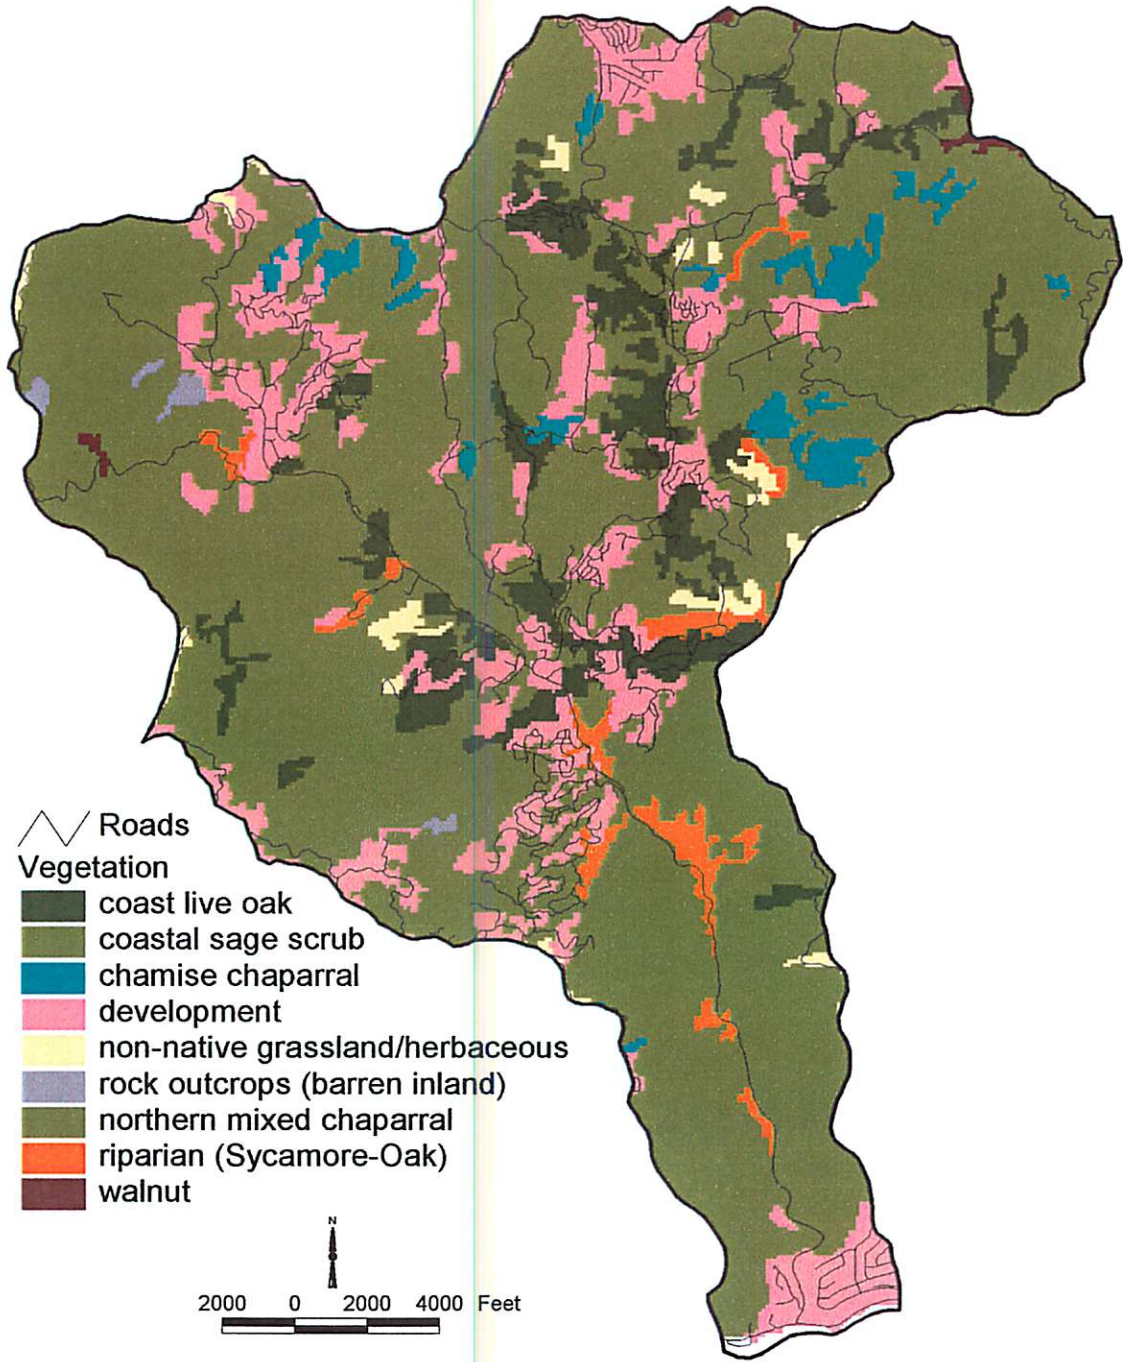 Roads
Vegetation
coast live oak
coastal sage scrub
chamise chaparral
development
non-native grassland/herbaceous
rock outcrops (barren inland)
northern mixed chaparral
riparian (Sycamore-Oak)
walnut
N
2000 0 2000 4000 Feet